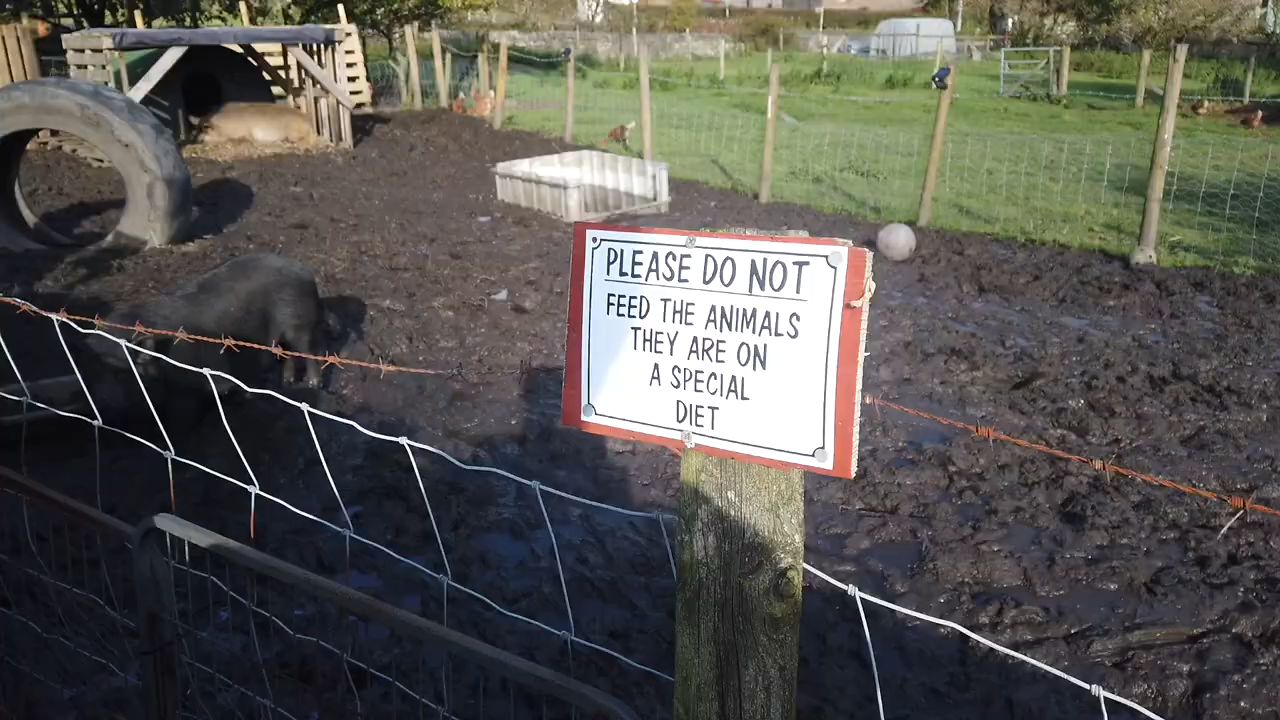 PLEASE DO NOT
FEED THE ANIMALS
THEY ARE ON
A SPECIAL
DIET